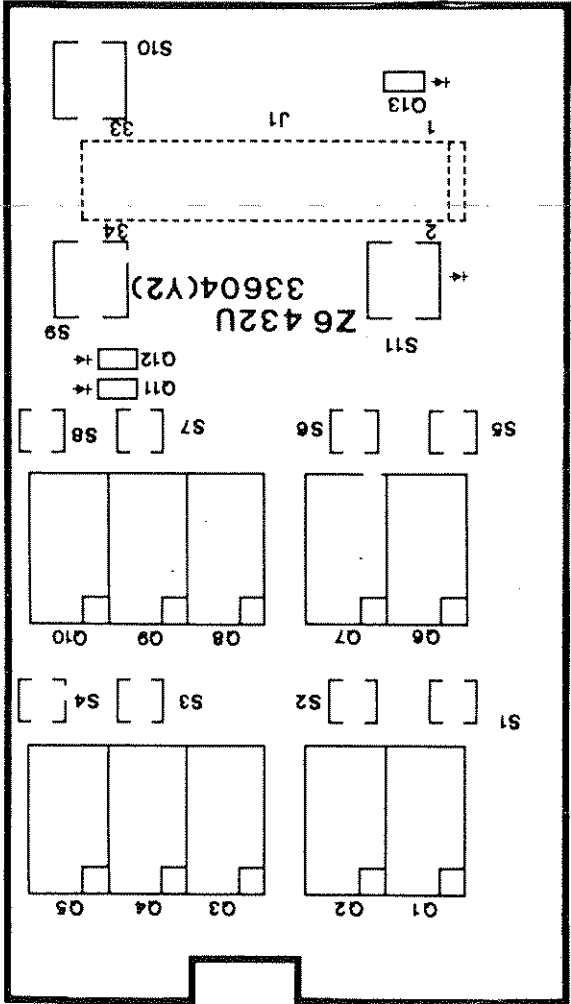 Q1 Q2 Q3 Q4 Q5
S1 S2 S3 S4
Q6 Q7 Q8 Q9 Q10
S5 S6 S7 S8
Q11
Q12
S11 S9
Z6 432U
33604(Y2)
2 34
1 J1 33
Q13 S10